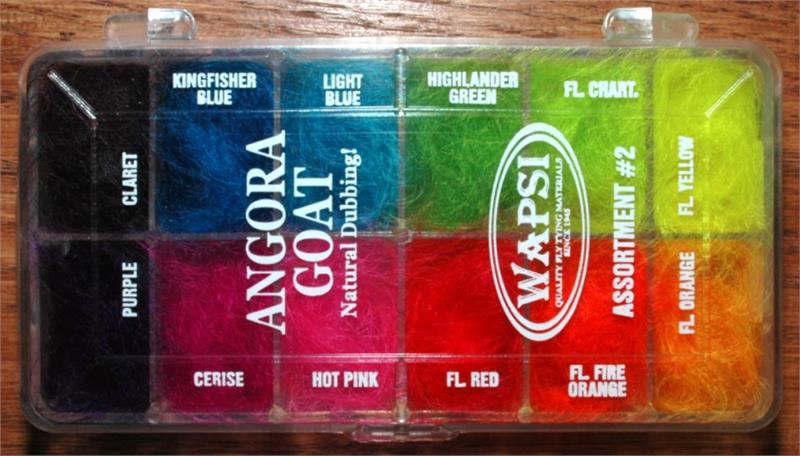 KINGFISHER
BLUE
LIGHT
BLUE
HIGHLANDER
GREEN
FL. CHART.
CLARET
FL. YELLOW
ANGORA
GOAT
Natural Dubbing!
WAPSI
QUALITY FLY TYING MATERIALS
SINCE 1945
ASSORTMENT #2
PURPLE
FL. ORANGE
CERISE
HOT PINK
FL. RED
FL. FIRE
ORANGE